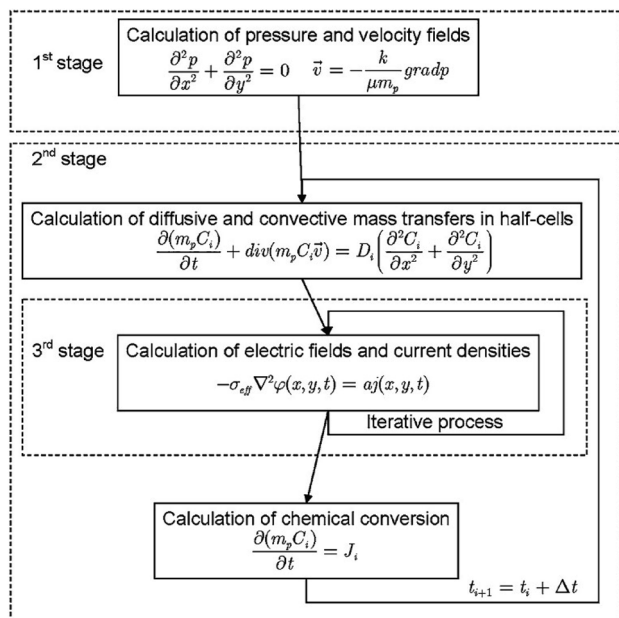 Calculation of pressure and velocity fields
1st stage
∂²p/∂x² + ∂²p/∂y² = 0   v⃗ = −k/(μm_p) gradp
2nd stage
Calculation of diffusive and convective mass transfers in half-cells
∂(m_pC_i)/∂t + div(m_pC_iv⃗) = D_i(∂²C_i/∂x² + ∂²C_i/∂y²)
3rd stage
Calculation of electric fields and current densities
−σ_eff ∇²φ(x, y, t) = aj(x, y, t)
Iterative process
Calculation of chemical conversion
∂(m_pC_i)/∂t = J_i
t_{i+1} = t_i + Δt